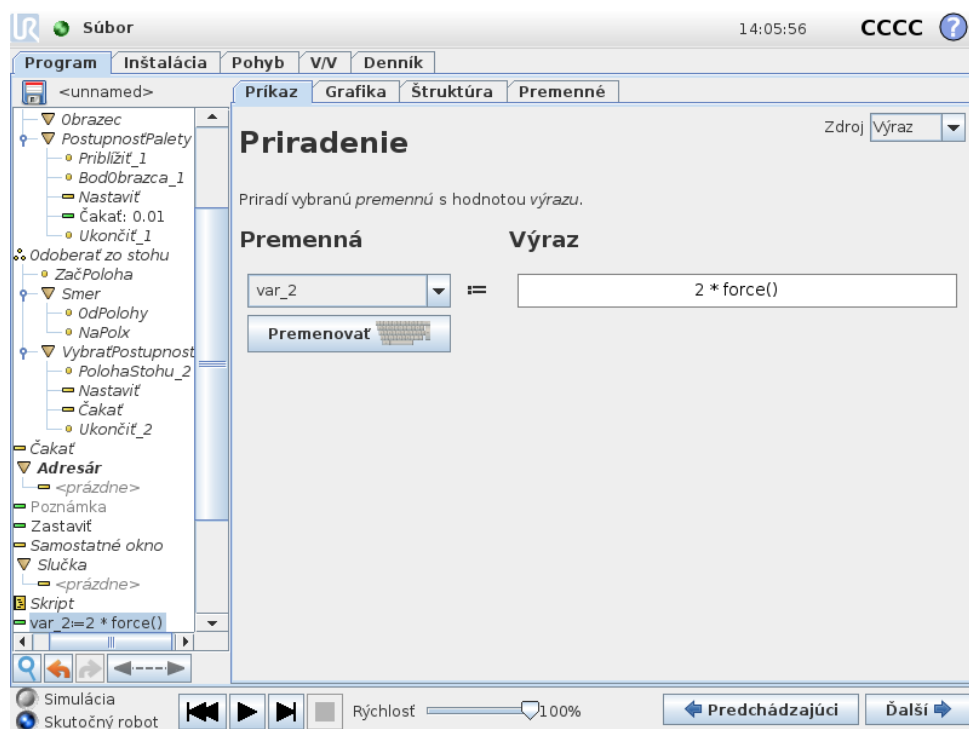 UR Súbor 14:05:56 CCCC ?
Program Inštalácia Pohyb V/V Denník
<unnamed>
Príkaz Grafika Štruktúra Premenné
Obrazec
PostupnosťPalety
Priblížiť_1
BodObrazca_1
Nastaviť
Čakať: 0.01
Ukončiť_1
Odoberať zo stohu
ZačPoloha
Smer
OdPolohy
NaPolx
VybraťPostupnost
PolohaStohu_2
Nastaviť
Čakať
Ukončiť_2
Čakať
Adresár
<prázdne>
Poznámka
Zastaviť
Samostatné okno
Slučka
<prázdne>
Skript
var_2:=2 * force()
Priradenie
Zdroj Výraz
Priradí vybranú premennú s hodnotou výrazu.
Premenná Výraz
var_2 := 2 * force()
Premenovať
Simulácia
Skutočný robot
Rýchlosť 100%
Predchádzajúci Ďalší